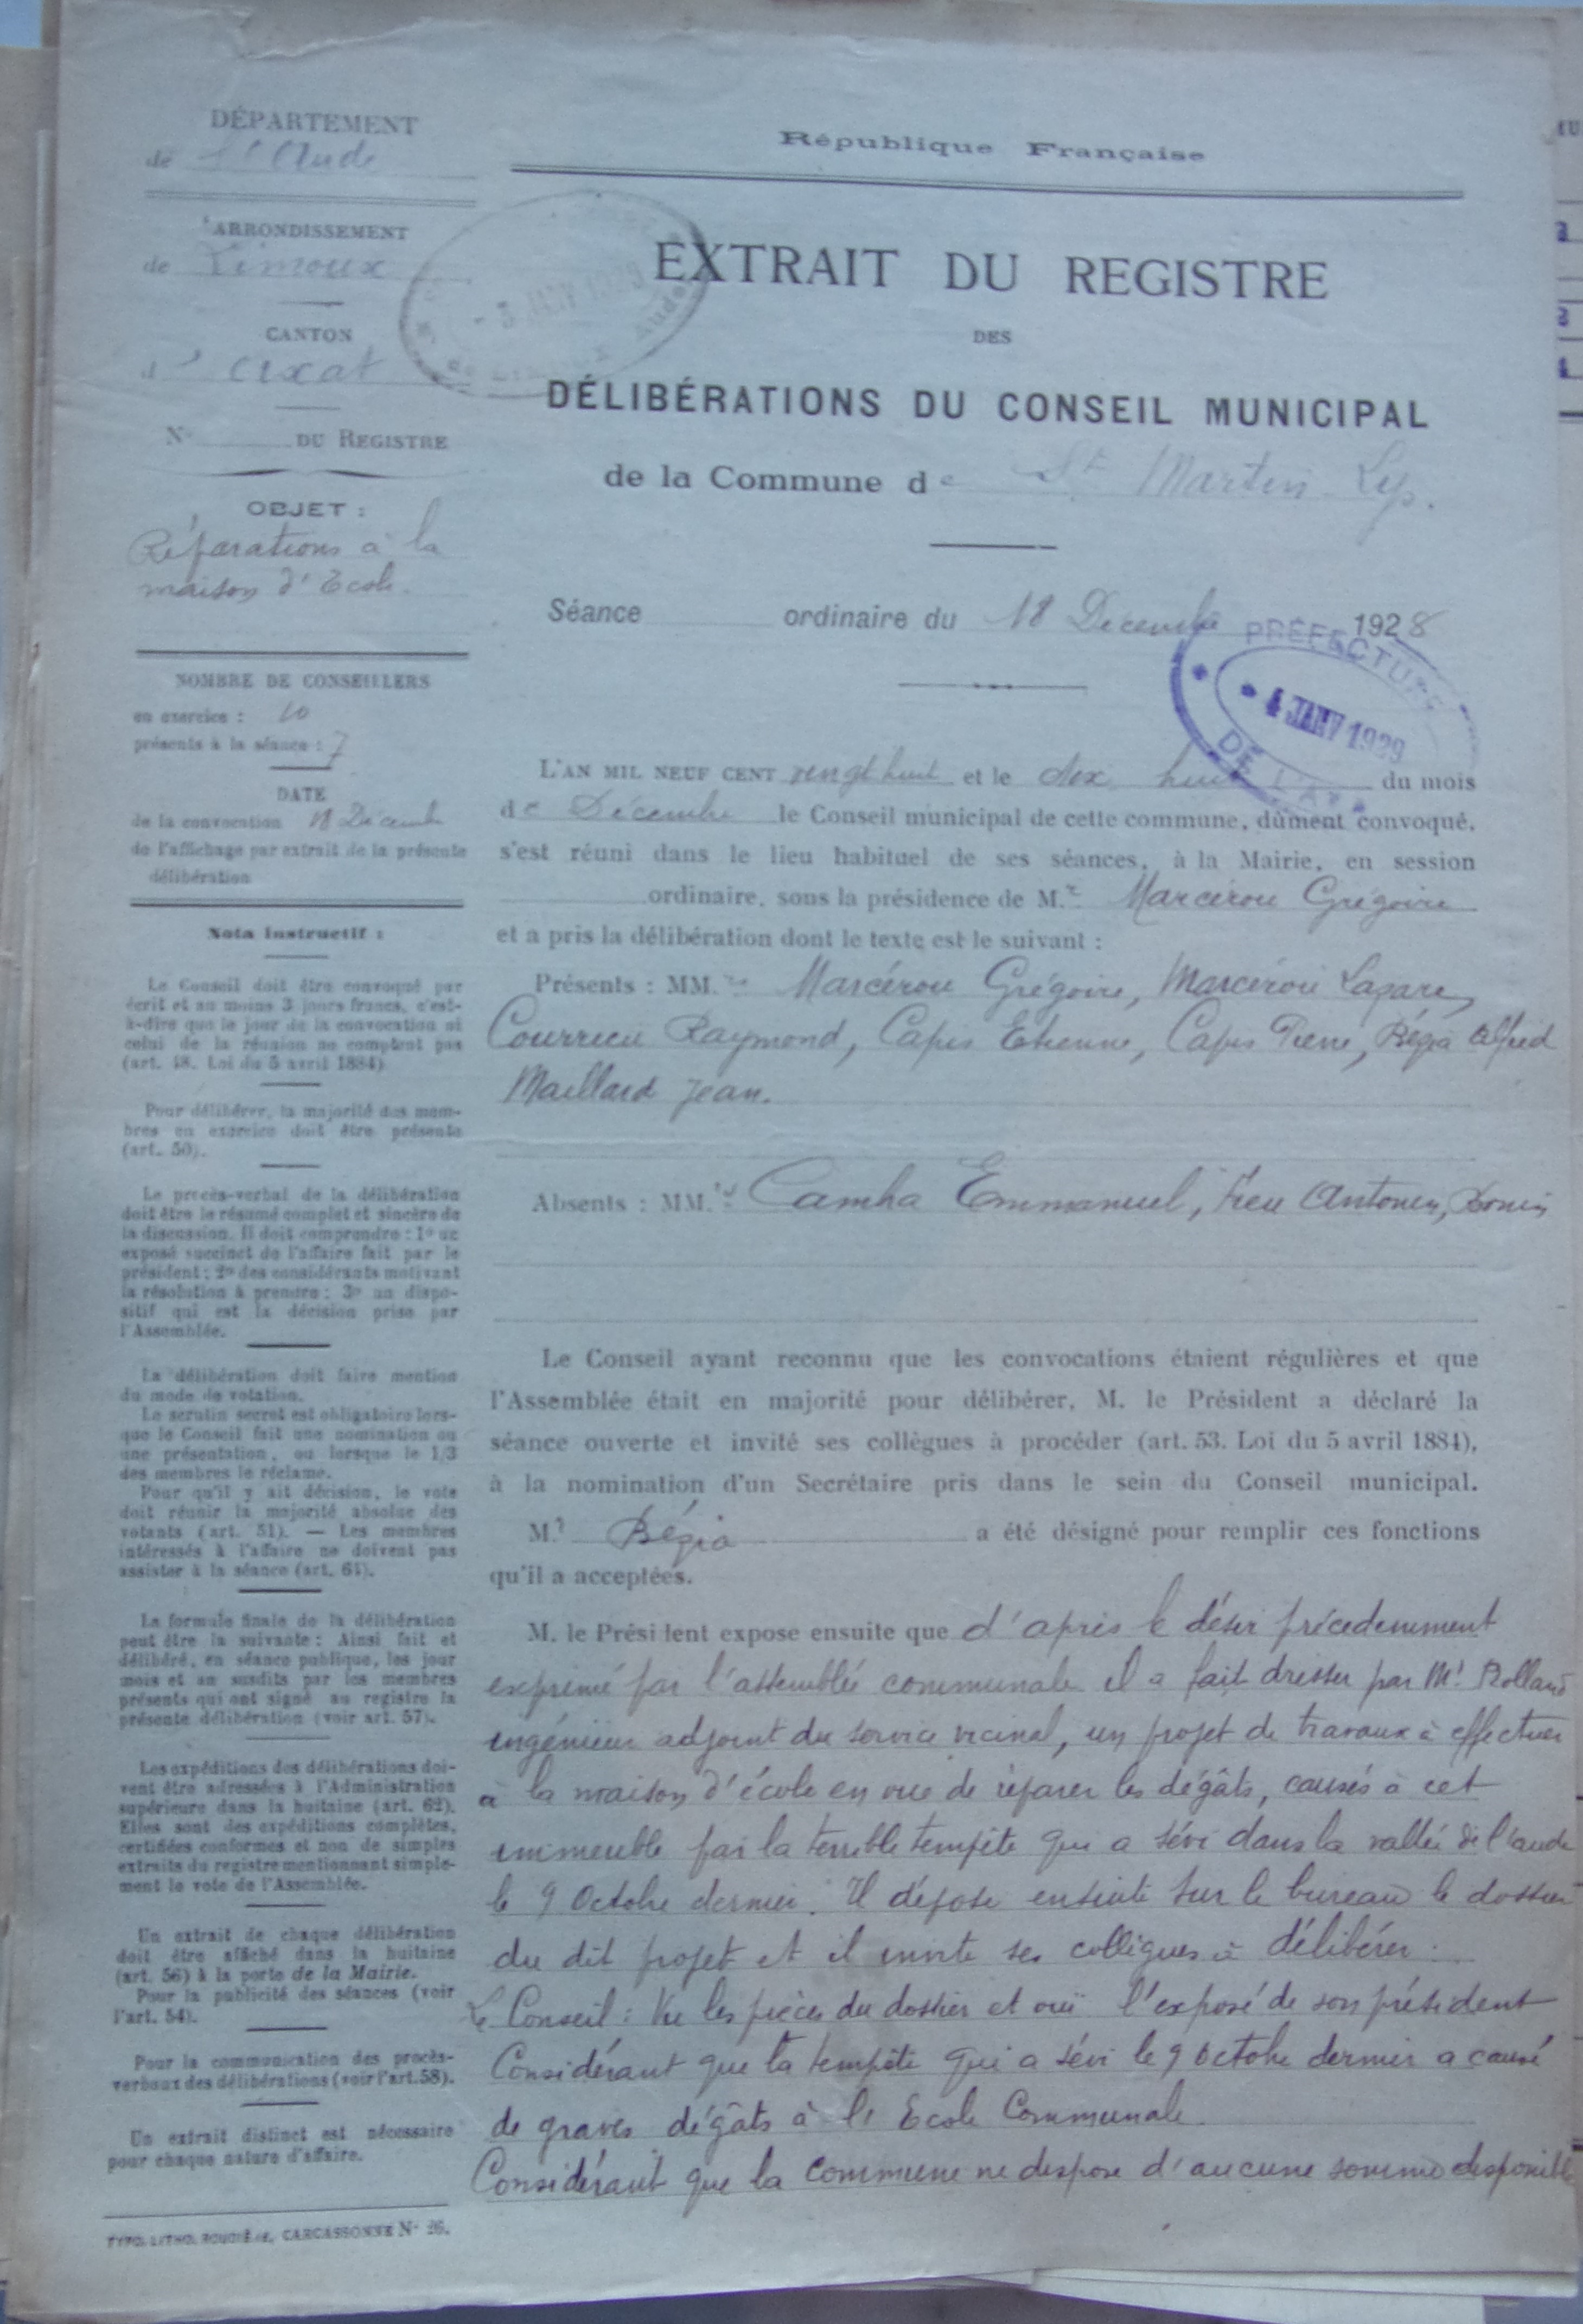 DÉPARTEMENT
de l'Aude
ARRONDISSEMENT
de Limoux
CANTON
d' Axat
N° DU REGISTRE
OBJET :
Réparations à la
maison d'Ecole.
NOMBRE DE CONSEILLERS
en exercice : 10
présents à la séance : 7
DATE
de la convocation 18 Décembre
de l'affichage par extrait de la présente
délibération
Nota instructif :
Le Conseil doit être convoqué par
écrit et au moins 3 jours francs, c'est-
à-dire que le jour de la convocation ni
celui de la réunion ne comptent pas
(art. 48. Loi du 5 avril 1884)
Pour délibérer, la majorité des mem-
bres en exercice doit être présente
(art. 50).
Le procès-verbal de la délibération
doit être le résumé complet et sincère de
la discussion. Il doit comprendre : 1° un
exposé succinct de l'affaire fait par le
président ; 2° des considérants motivant
la résolution à prendre ; 3° un dispo-
sitif qui est la décision prise par
l'Assemblée.
La délibération doit faire mention
du mode de votation.
Le scrutin secret est obligatoire lors-
que le Conseil fait une nomination ou
une présentation, ou lorsque le 1/3
des membres le réclame.
Pour qu'il y ait décision, le vote
doit réunir la majorité absolue des
votants (art. 51). — Les membres
intéressés à l'affaire ne doivent pas
assister à la séance (art. 64).
La formule finale de la délibération
peut être la suivante : Ainsi fait et
délibéré, en séance publique, les jour
mois et an susdits par les membres
présents qui ont signé au registre la
présente délibération (voir art. 57).
Les expéditions des délibérations doi-
vent être adressées à l'Administration
supérieure dans la huitaine (art. 62).
Elles sont des expéditions complètes,
certifiées conformes et non de simples
extraits du registre mentionnant simple-
ment le vote de l'Assemblée.
Un extrait de chaque délibération
doit être affiché dans la huitaine
(art. 56) à la porte de la Mairie.
Pour la publicité des séances (voir
l'art. 54).
Pour la communication des procès-
verbaux des délibérations (voir l'art. 58).
Un extrait distinct est nécessaire
pour chaque nature d'affaire.
TYPO. LITHO. ROUDIÈRE, CARCASSONNE N° 26.
République Française
EXTRAIT DU REGISTRE
DES
DÉLIBÉRATIONS DU CONSEIL MUNICIPAL
de la Commune de St Martin Lys.
Séance ordinaire du 18 Décembre 1928
PRÉFECTURE
4 JANV 1929
DE L'AUDE
L'AN MIL NEUF CENT vingt huit et le dix huit du mois
de Décembre le Conseil municipal de cette commune, dûment convoqué,
s'est réuni dans le lieu habituel de ses séances, à la Mairie, en session
ordinaire, sous la présidence de M.r Marcérou Grégoire
et a pris la délibération dont le texte est le suivant :
Présents : MM.rs Marcérou Grégoire, Marcérou Lazare,
Courrieu Raymond, Capis Etienne, Capis Pierre, Bégia Alfred
Maillard Jean.
Absents : MM.rs Camba Emmanuel, Antonin, Bonin
Le Conseil ayant reconnu que les convocations étaient régulières et que
l'Assemblée était en majorité pour délibérer, M. le Président a déclaré la
séance ouverte et invité ses collègues à procéder (art. 53. Loi du 5 avril 1884),
à la nomination d'un Secrétaire pris dans le sein du Conseil municipal.
M.r Bégia a été désigné pour remplir ces fonctions
qu'il a acceptées.
M. le Président expose ensuite que d'après le désir précedemment
exprimé par l'assemblée communale il a fait dresser par Mr Rolland
ingénieur adjoint du service vicinal, un projet de travaux à effectuer
à la maison d'école en vue de réparer les dégâts, causés à cet
immeuble par la terrible tempête qui a sévi dans la vallée de l'aude
le 9 Octobre dernier. Il dépose ensuite sur le bureau le dossier
du dit projet et il invite ses collègues à délibérer.
Le Conseil : Vu les pièces du dossier et ouï l'exposé de son président
Considérant que la tempête qui a sévi le 9 Octobre dernier a causé
de graves dégâts à l'Ecole Communale
Considérant que la Commune ne dispose d'aucune somme disponible